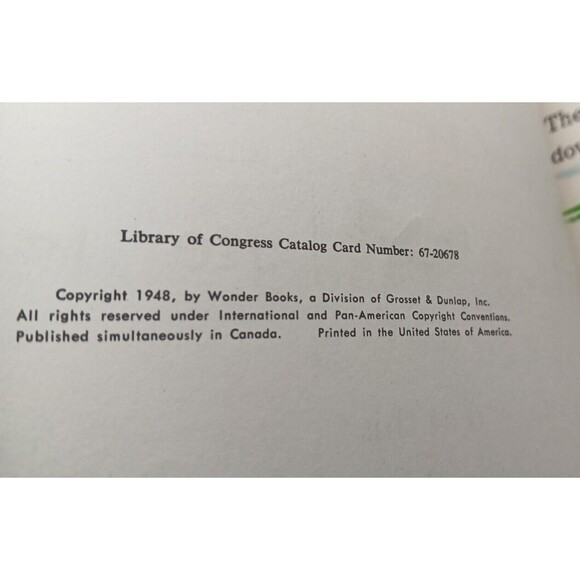 Library of Congress Catalog Card Number: 67-20678
Copyright 1948, by Wonder Books, a Division of Grosset & Dunlap, Inc.
All rights reserved under International and Pan-American Copyright Conventions.
Published simultaneously in Canada. Printed in the United States of America.
The